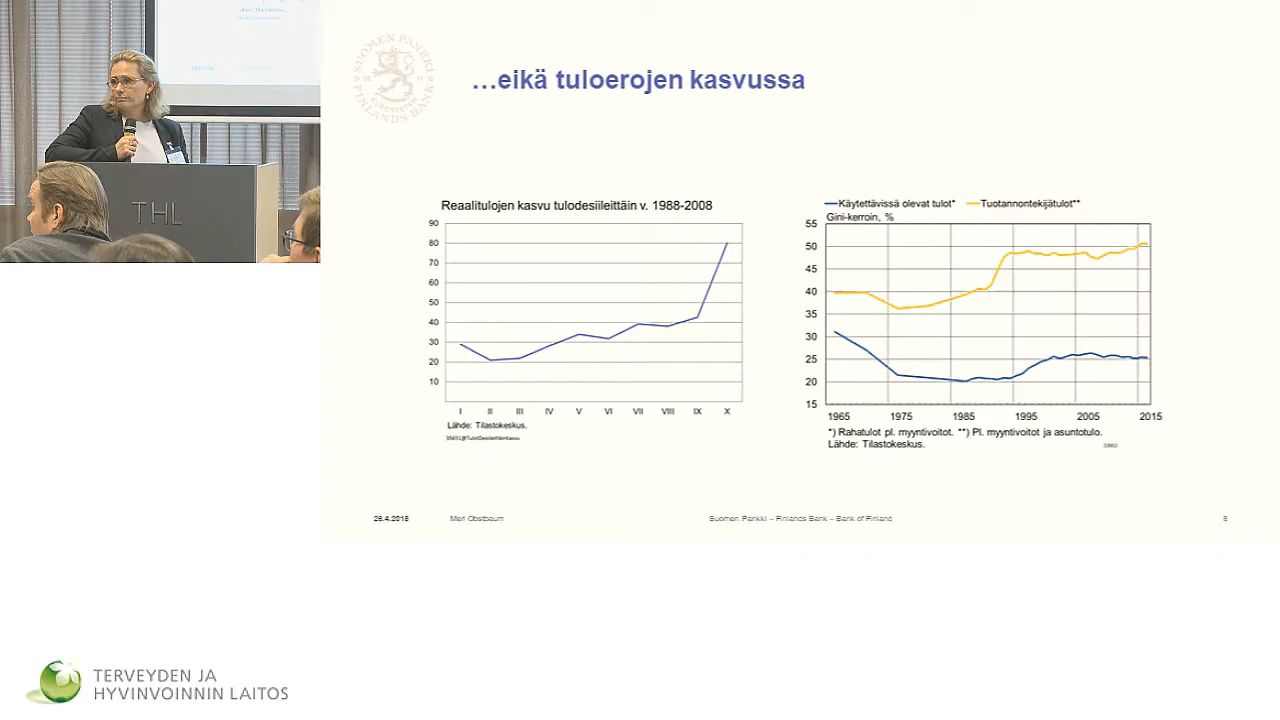 THL
SUOMEN PANKKI
FINLANDS BANK
EUROSYSTEM
…eikä tuloerojen kasvussa
Reaalitulojen kasvu tulodesiileittäin v. 1988-2008
90
80
70
60
50
40
30
20
10
I II III IV V VI VII VIII IX X
Lähde: Tilastokeskus.
35451@TulotDesiileittäinKasvu
Käytettävissä olevat tulot* Tuotannontekijätulot**
Gini-kerroin, %
55
50
45
40
35
30
25
20
15
1965 1975 1985 1995 2005 2015
*) Rahatulot pl. myyntivoitot. **) Pl. myyntivoitot ja asuntotulo.
Lähde: Tilastokeskus.
26.4.2018 Meri Obstbaum Suomen Pankki – Finlands Bank – Bank of Finland 8
TERVEYDEN JA
HYVINVOINNIN LAITOS